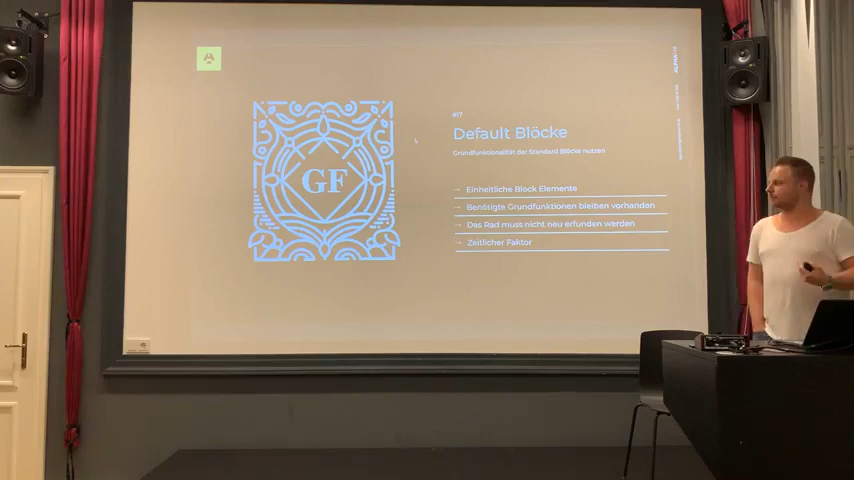 #17
Default Blöcke
Grundfunktionalität der Standard Blöcke nutzen
→ Einheitliche Block Elemente
→ Benötigte Grundfunktionen bleiben vorhanden
→ Das Rad muss nicht neu erfunden werden
→ Zeitlicher Faktor
GF